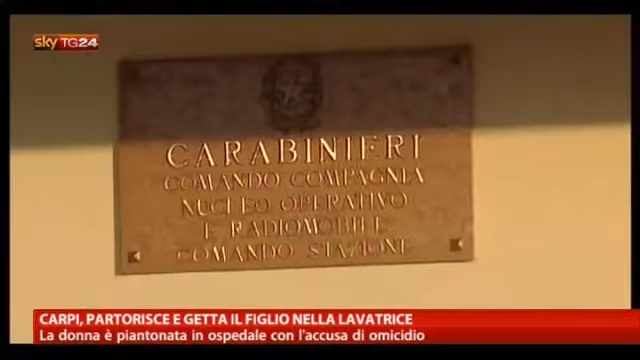 sky TG24
CARABINIERI
COMANDO COMPAGNIA
NUCLEO OPERATIVO
E RADIOMOBILE
COMANDO STAZIONE
CARPI, PARTORISCE E GETTA IL FIGLIO NELLA LAVATRICE
La donna è piantonata in ospedale con l'accusa di omicidio